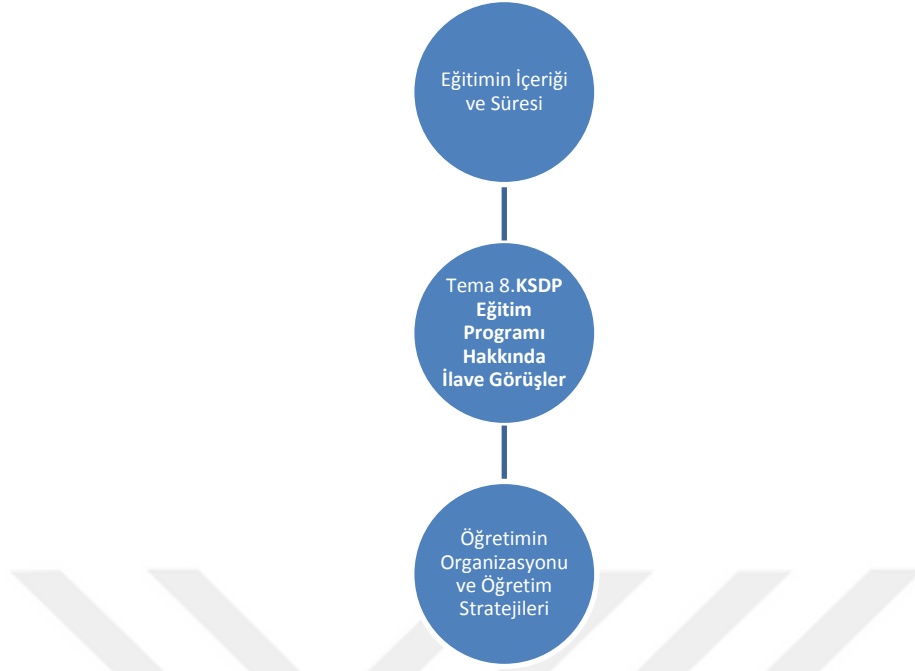 Eğitimin İçeriği
ve Süresi
Tema 8.KSDP
Eğitim
Programı
Hakkında
İlave Görüşler
Öğretimin
Organizasyonu
ve Öğretim
Stratejileri